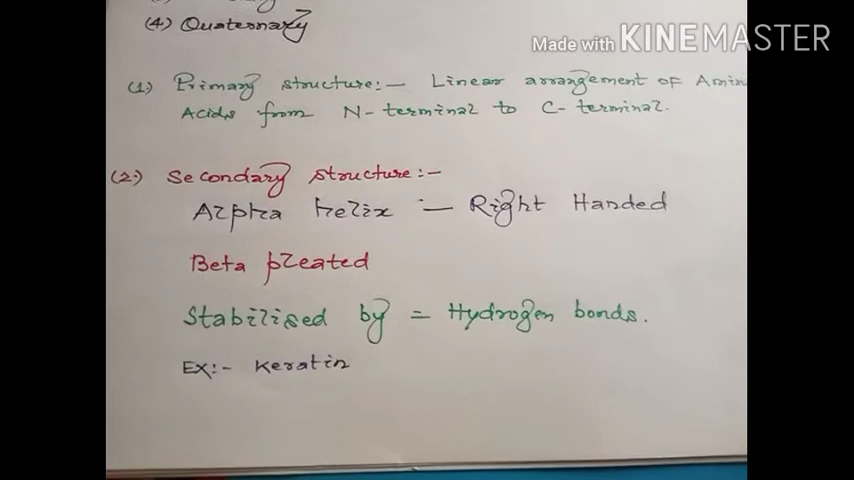 (4) Quaternary
Made with KINEMASTER
(1) Primary structure:- Linear arrangement of Amin
Acids from N-terminal to C-terminal.
(2) Secondary structure:-
Alpha helix :- Right Handed
Beta pleated
Stabilised by = Hydrogen bonds.
EX:- Keratin